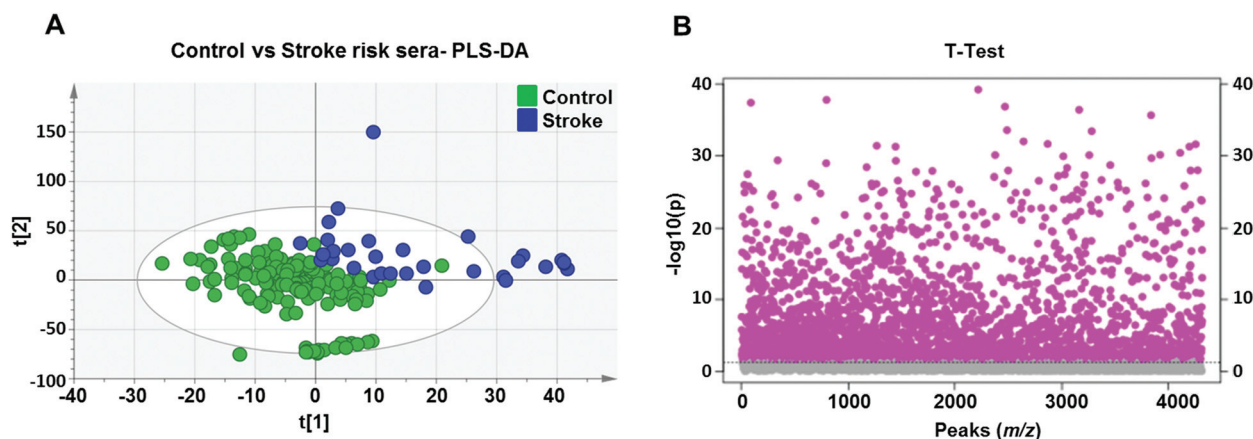 A
Control vs Stroke risk sera- PLS-DA
Control
Stroke
150
100
50
0
-50
-100
t[2]
-40 -30 -20 -10 0 10 20 30 40
t[1]
B
T-Test
40 40
30 30
20 20
10 10
0 0
-log10(p)
0 1000 2000 3000 4000
Peaks (m/z)